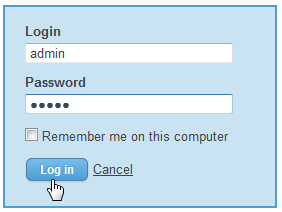 Login
admin
Password
●●●●●
Remember me on this computer
Log in Cancel